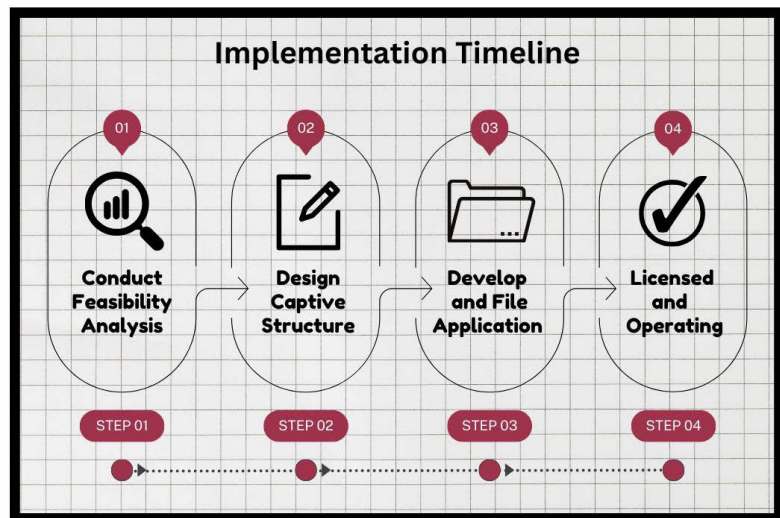 Implementation Timeline
01
Conduct
Feasibility
Analysis
STEP 01
02
Design
Captive
Structure
STEP 02
03
Develop
and File
Application
STEP 03
04
Licensed
and
Operating
STEP 04